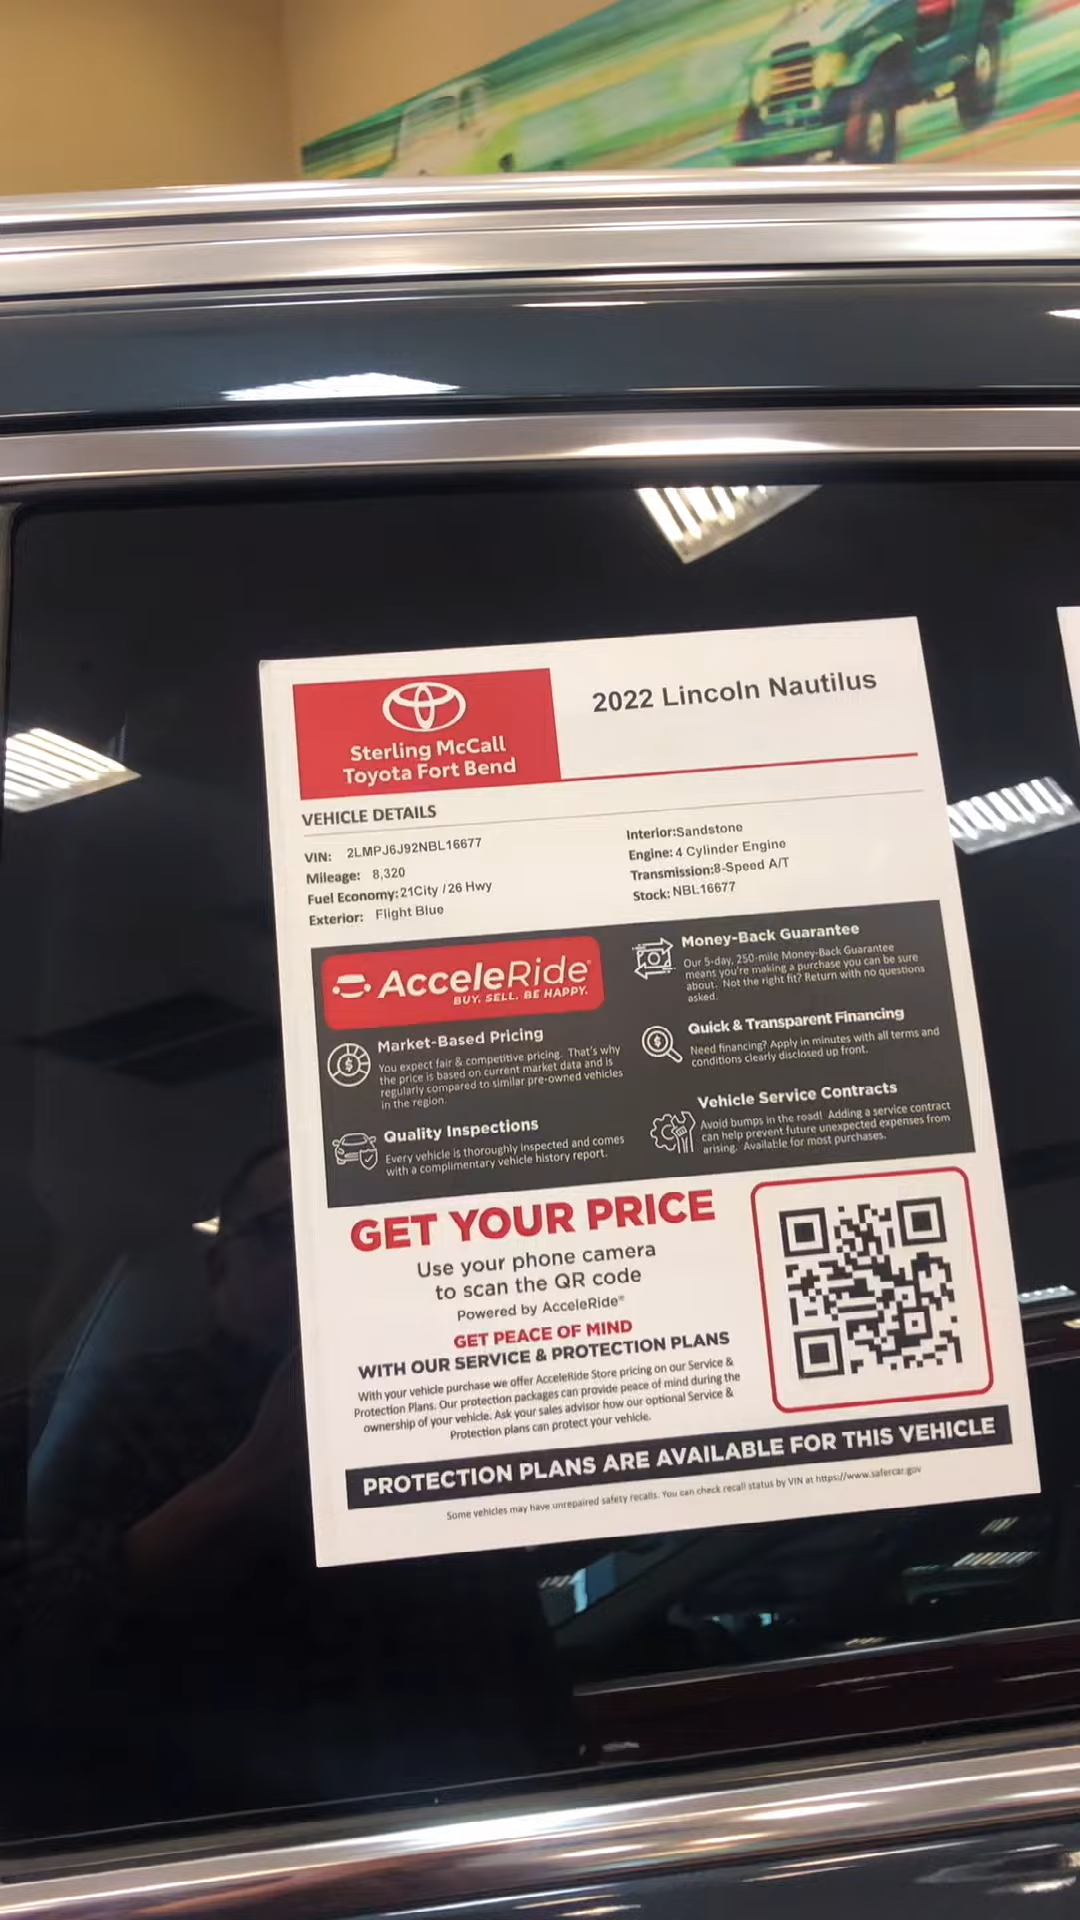 Sterling McCall
Toyota Fort Bend
2022 Lincoln Nautilus
VEHICLE DETAILS
VIN: 2LMPJ6J92NBL16677
Mileage: 8,320
Fuel Economy: 21City / 26 Hwy
Exterior: Flight Blue
Interior:Sandstone
Engine: 4 Cylinder Engine
Transmission:8-Speed A/T
Stock: NBL16677
AcceleRide®
BUY. SELL. BE HAPPY.
Market-Based Pricing
You expect fair & competitive pricing. That's why
the price is based on current market data and is
regularly compared to similar pre-owned vehicles
in the region.
Quality Inspections
Every vehicle is thoroughly inspected and comes
with a complimentary vehicle history report.
Money-Back Guarantee
Our 5-day, 250-mile Money-Back Guarantee
means you're making a purchase you can be sure
about. Not the right fit? Return with no questions
asked.
Quick & Transparent Financing
Need financing? Apply in minutes with all terms and
conditions clearly disclosed up front.
Vehicle Service Contracts
Avoid bumps in the road! Adding a service contract
can help prevent future unexpected expenses from
arising. Available for most purchases.
GET YOUR PRICE
Use your phone camera
to scan the QR code
Powered by AcceleRide®
GET PEACE OF MIND
WITH OUR SERVICE & PROTECTION PLANS
With your vehicle purchase we offer AcceleRide Store pricing on our Service &
Protection Plans. Our protection packages can provide peace of mind during the
ownership of your vehicle. Ask your sales advisor how our optional Service &
Protection plans can protect your vehicle.
PROTECTION PLANS ARE AVAILABLE FOR THIS VEHICLE
Some vehicles may have unrepaired safety recalls. You can check recall status by VIN at https://www.safercar.gov